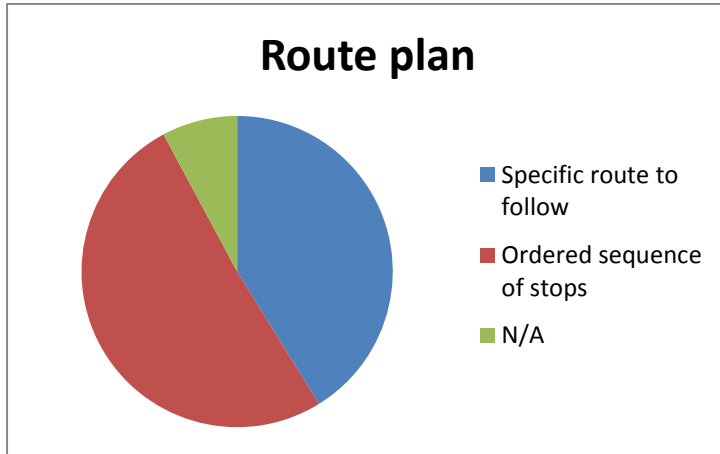 Route plan
Specific route to
follow
Ordered sequence
of stops
N/A